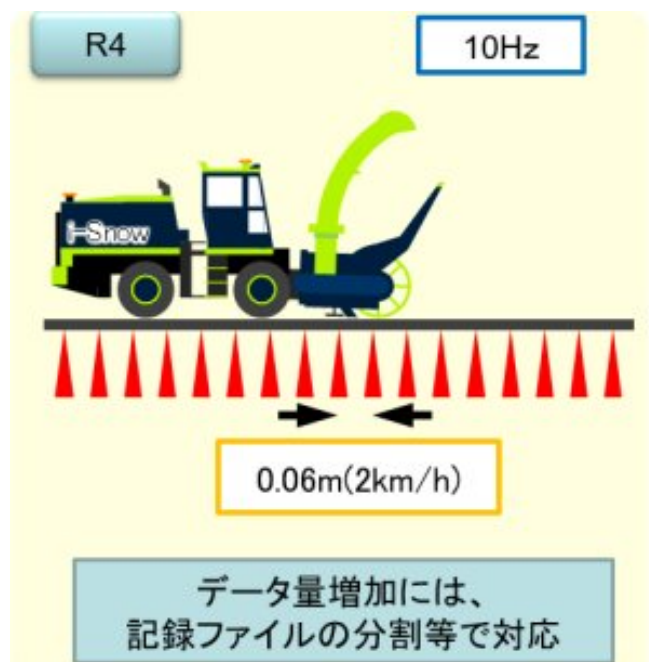 R4
10Hz
i-Snow
0.06m(2km/h)
データ量増加には、
記録ファイルの分割等で対応